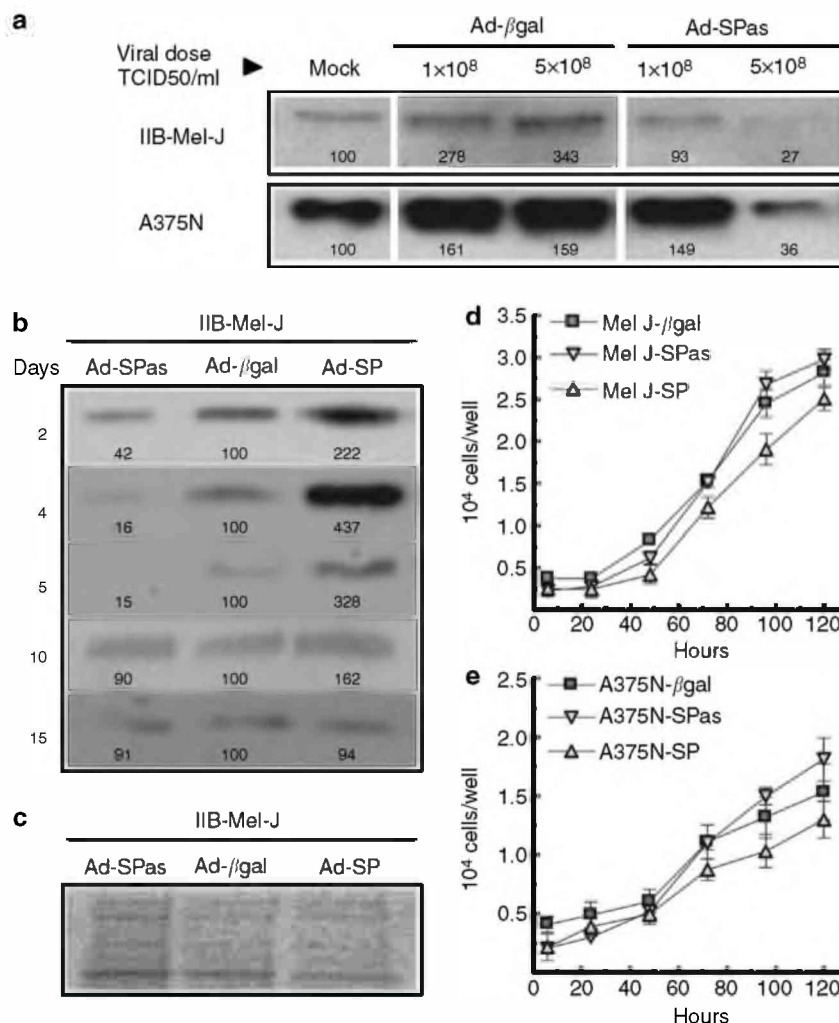 a
Ad-βgal Ad-SPas
Viral dose
TCID50/ml ▶ Mock 1×10⁸ 5×10⁸ 1×10⁸ 5×10⁸
IIB-Mel-J
100 278 343 93 27
A375N
100 161 159 149 36
b
IIB-Mel-J
Days Ad-SPas Ad-βgal Ad-SP
2
42 100 222
4
16 100 437
5
15 100 328
10
90 100 162
15
91 100 94
c
IIB-Mel-J
Ad-SPas Ad-βgal Ad-SP
d
Mel J-βgal
Mel J-SPas
Mel J-SP
10⁴ cells/well
3.5
3.0
2.5
2.0
1.5
1.0
0.5
0 20 40 60 80 100 120
Hours
e
A375N-βgal
A375N-SPas
A375N-SP
10⁴ cells/well
2.5
2.0
1.5
1.0
0.5
0 20 40 60 80 100 120
Hours